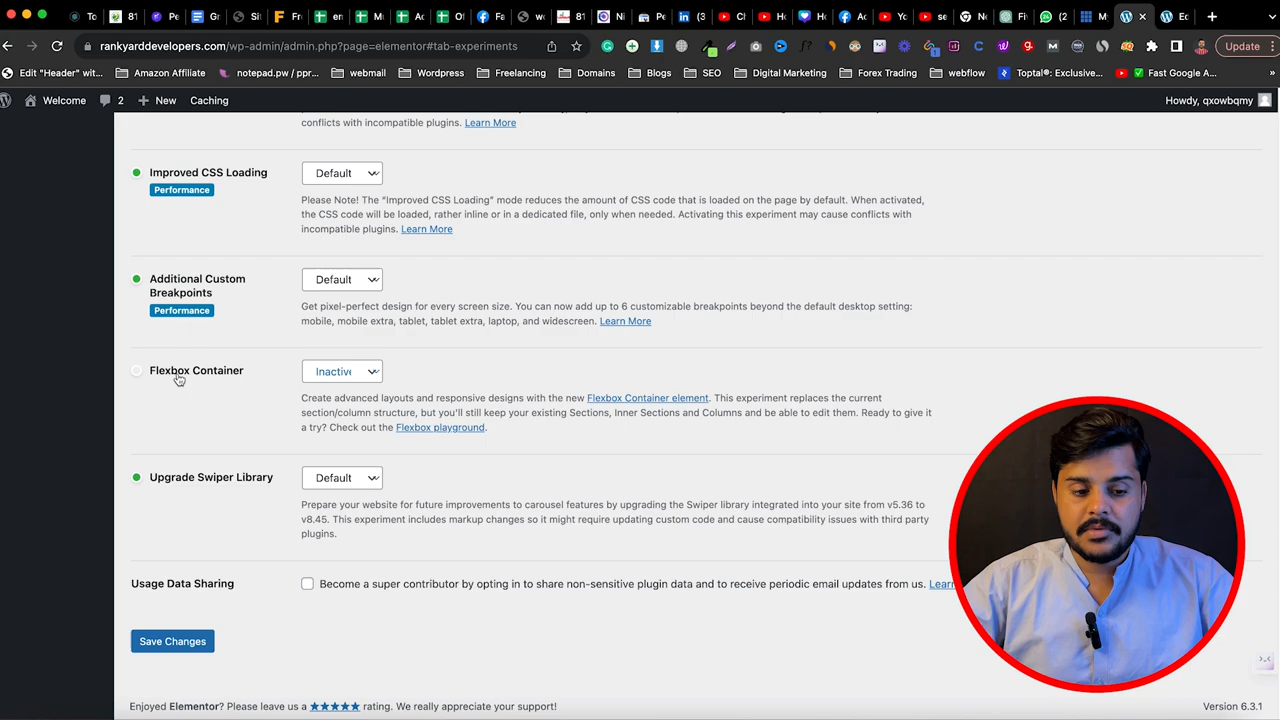 rankyarddevelopers.com/wp-admin/admin.php?page=elementor#tab-experiments
Update
Edit "Header" wit...
Amazon Affiliate
notepad.pw / ppr...
webmail
Wordpress
Freelancing
Domains
Blogs
SEO
Digital Marketing
Forex Trading
webflow
Toptal®: Exclusive...
Fast Google A...
Welcome
2
New
Caching
Howdy, qxowbqmy
conflicts with incompatible plugins. Learn More
Improved CSS Loading
Performance
Default
Please Note! The "Improved CSS Loading" mode reduces the amount of CSS code that is loaded on the page by default. When activated,
the CSS code will be loaded, rather inline or in a dedicated file, only when needed. Activating this experiment may cause conflicts with
incompatible plugins. Learn More
Additional Custom
Breakpoints
Performance
Default
Get pixel-perfect design for every screen size. You can now add up to 6 customizable breakpoints beyond the default desktop setting:
mobile, mobile extra, tablet, tablet extra, laptop, and widescreen. Learn More
Flexbox Container
Inactive
Create advanced layouts and responsive designs with the new Flexbox Container element. This experiment replaces the current
section/column structure, but you'll still keep your existing Sections, Inner Sections and Columns and be able to edit them. Ready to give it
a try? Check out the Flexbox playground.
Upgrade Swiper Library
Default
Prepare your website for future improvements to carousel features by upgrading the Swiper library integrated into your site from v5.36 to
v8.45. This experiment includes markup changes so it might require updating custom code and cause compatibility issues with third party
plugins.
Usage Data Sharing
Become a super contributor by opting in to share non-sensitive plugin data and to receive periodic email updates from us. Learn
Save Changes
Enjoyed Elementor? Please leave us a ★★★★★ rating. We really appreciate your support!
Version 6.3.1